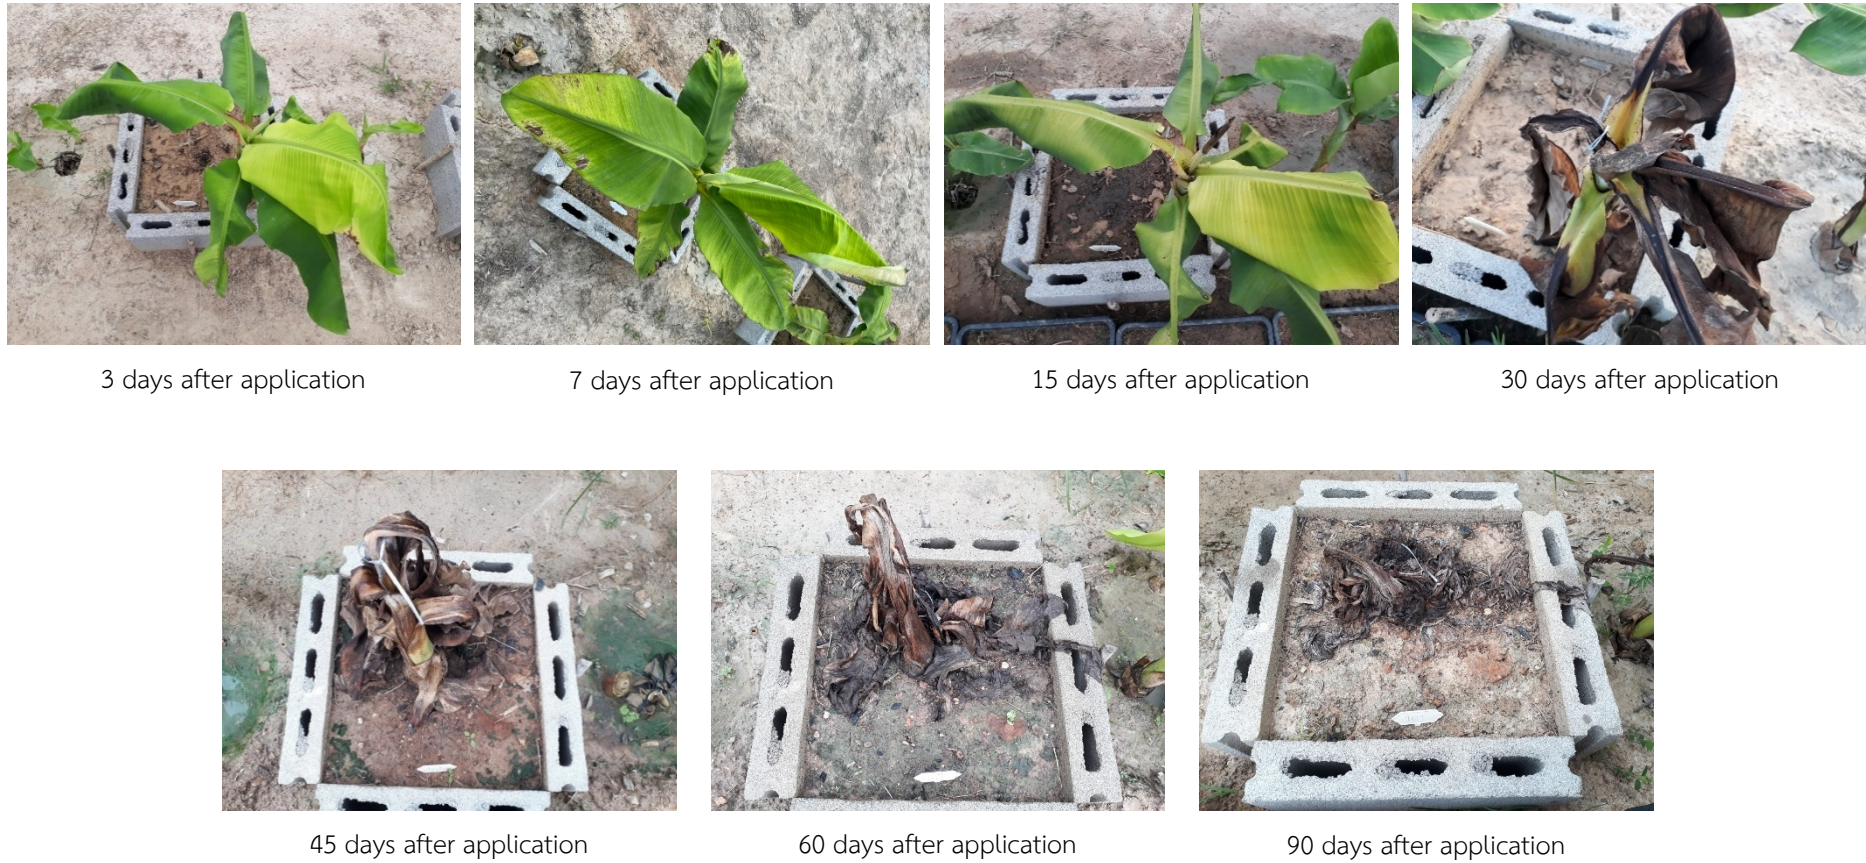 3 days after application
7 days after application
15 days after application
30 days after application
45 days after application
60 days after application
90 days after application